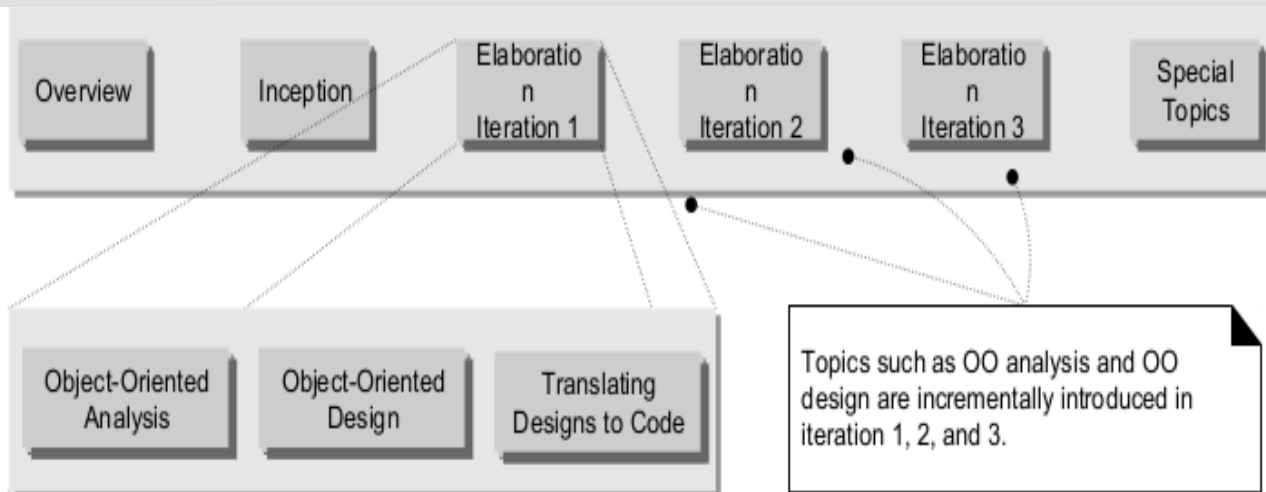 Overview
Inception
Elaboratio
n
Iteration 1
Elaboratio
n
Iteration 2
Elaboratio
n
Iteration 3
Special
Topics
Object-Oriented
Analysis
Object-Oriented
Design
Translating
Designs to Code
Topics such as OO analysis and OO
design are incrementally introduced in
iteration 1, 2, and 3.